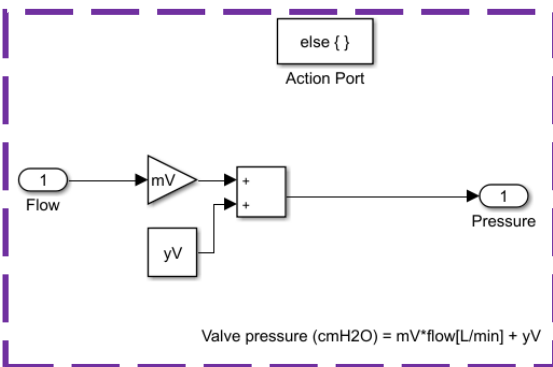 else { }
Action Port
1
Flow
mV
+
+
yV
1
Pressure
Valve pressure (cmH2O) = mV*flow[L/min] + yV